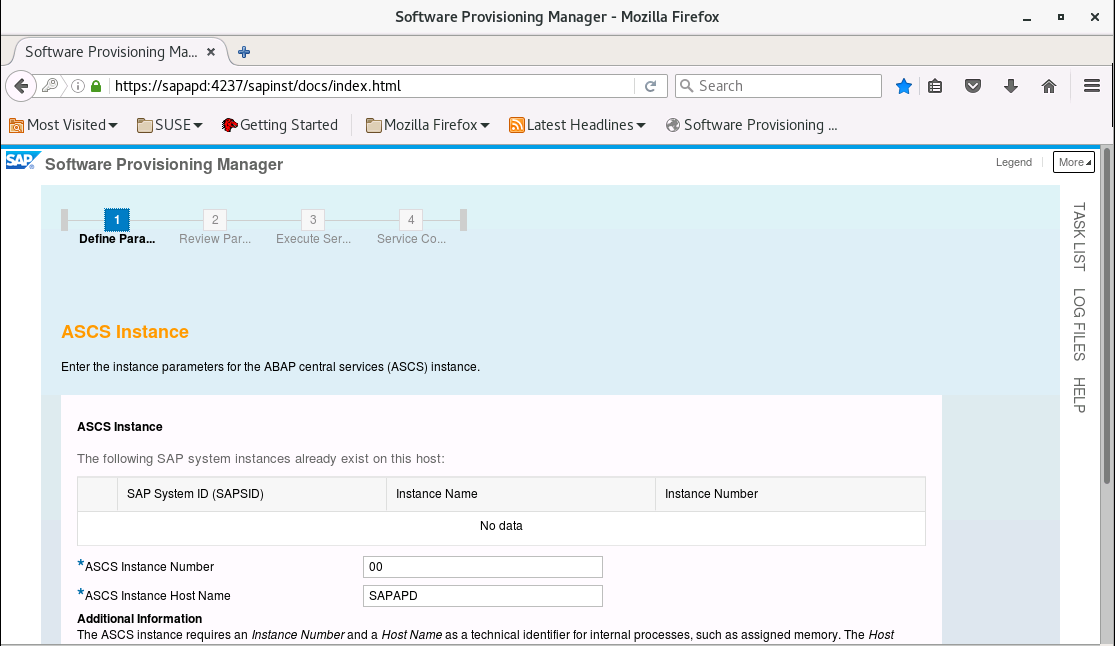 Software Provisioning Manager - Mozilla Firefox
Software Provisioning Ma...
https://sapapd:4237/sapinst/docs/index.html
Search
Most Visited
SUSE
Getting Started
Mozilla Firefox
Latest Headlines
Software Provisioning ...
SAP
Software Provisioning Manager
Legend
More
1
2
3
4
Define Para...
Review Par...
Execute Ser...
Service Co...
TASK LIST
LOG FILES
HELP
ASCS Instance
Enter the instance parameters for the ABAP central services (ASCS) instance.
ASCS Instance
The following SAP system instances already exist on this host:
SAP System ID (SAPSID)
Instance Name
Instance Number
No data
*ASCS Instance Number
00
*ASCS Instance Host Name
SAPAPD
Additional Information
The ASCS instance requires an Instance Number and a Host Name as a technical identifier for internal processes, such as assigned memory. The Host